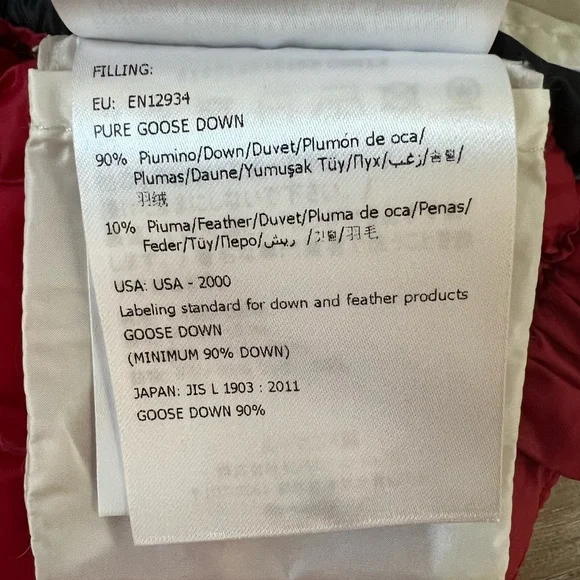 FILLING:
EU: EN12934
PURE GOOSE DOWN
90% Piumino/Down/Duvet/Plumón de oca/
Plumas/Daune/Yumuşak Tüy/Пух/زغب/솜털/
羽绒
10% Piuma/Feather/Duvet/Pluma de oca/Penas/
Feder/Tüy/Перо/ريش /깃털/羽毛
USA: USA - 2000
Labeling standard for down and feather products
GOOSE DOWN
(MINIMUM 90% DOWN)
JAPAN: JIS L 1903 : 2011
GOOSE DOWN 90%